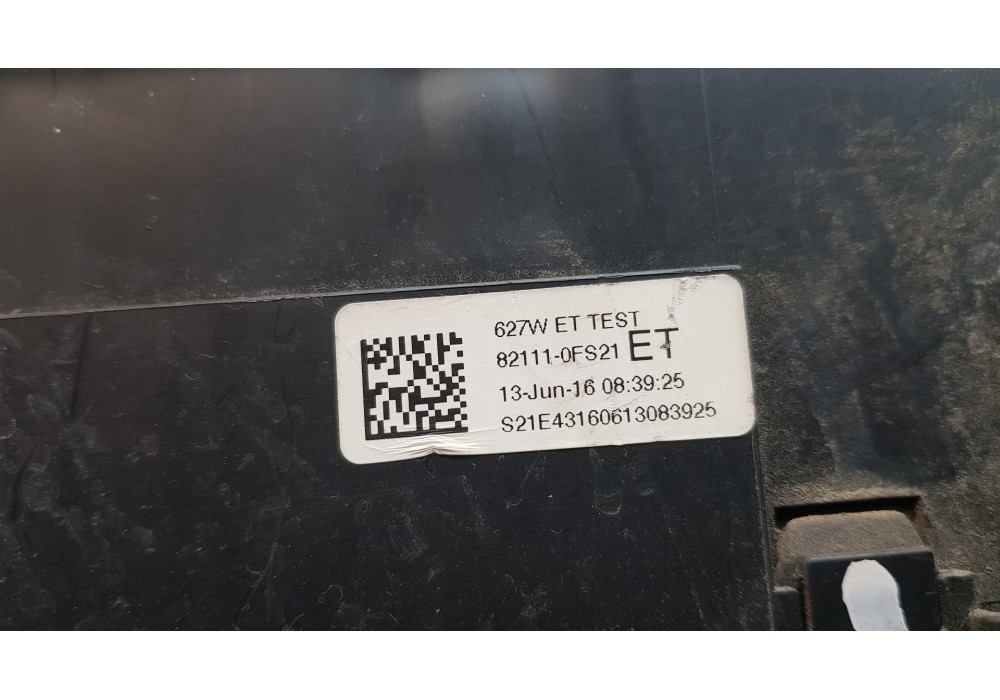 627W ET TEST
82111-0FS21 ET
13-Jun-16 08:39:25
S21E43160613083925